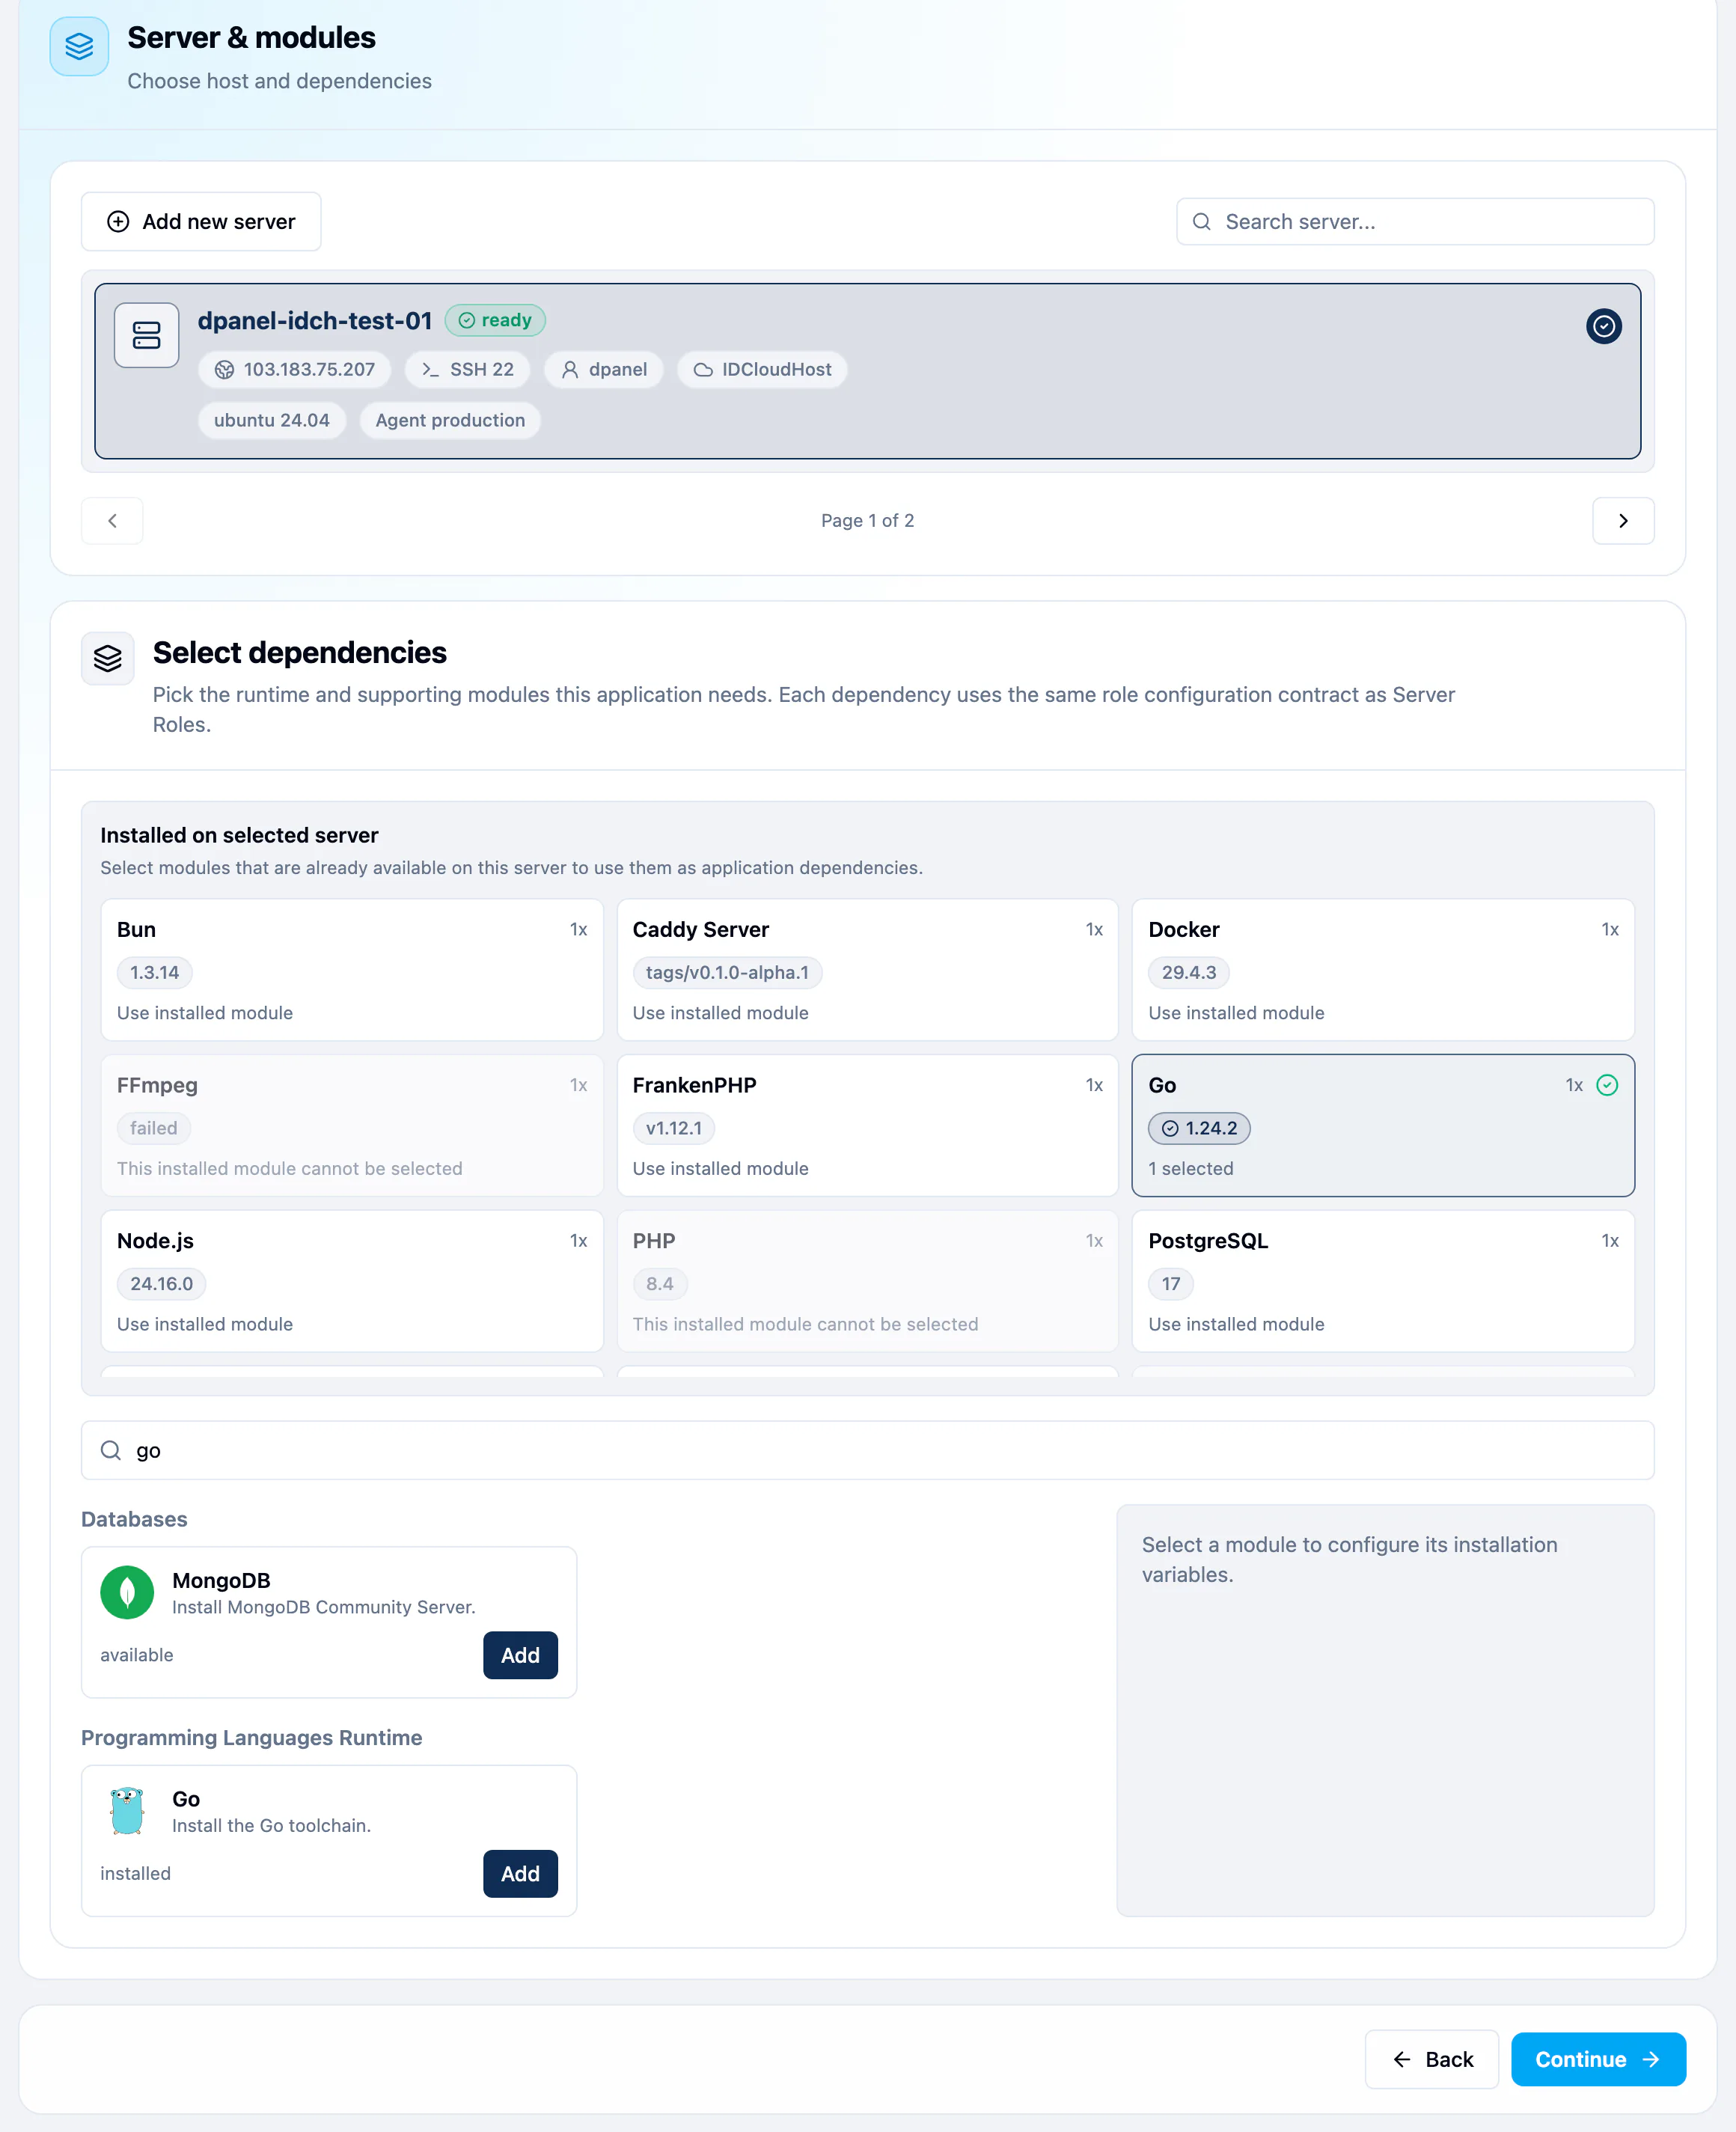 Server & modules
Choose host and dependencies
Add new server
Search server...
dpanel-idch-test-01
ready
103.183.75.207
SSH 22
dpanel
IDCloudHost
ubuntu 24.04
Agent production
Page 1 of 2
Select dependencies
Pick the runtime and supporting modules this application needs. Each dependency uses the same role configuration contract as Server
Roles.
Installed on selected server
Select modules that are already available on this server to use them as application dependencies.
Bun
1x
1.3.14
Use installed module
Caddy Server
1x
tags/v0.1.0-alpha.1
Use installed module
Docker
1x
29.4.3
Use installed module
FFmpeg
1x
failed
This installed module cannot be selected
FrankenPHP
1x
v1.12.1
Use installed module
Go
1x
1.24.2
1 selected
Node.js
1x
24.16.0
Use installed module
PHP
1x
8.4
This installed module cannot be selected
PostgreSQL
1x
17
Use installed module
go
Databases
MongoDB
Install MongoDB Community Server.
available
Add
Select a module to configure its installation
variables.
Programming Languages Runtime
Go
Install the Go toolchain.
installed
Add
Back
Continue